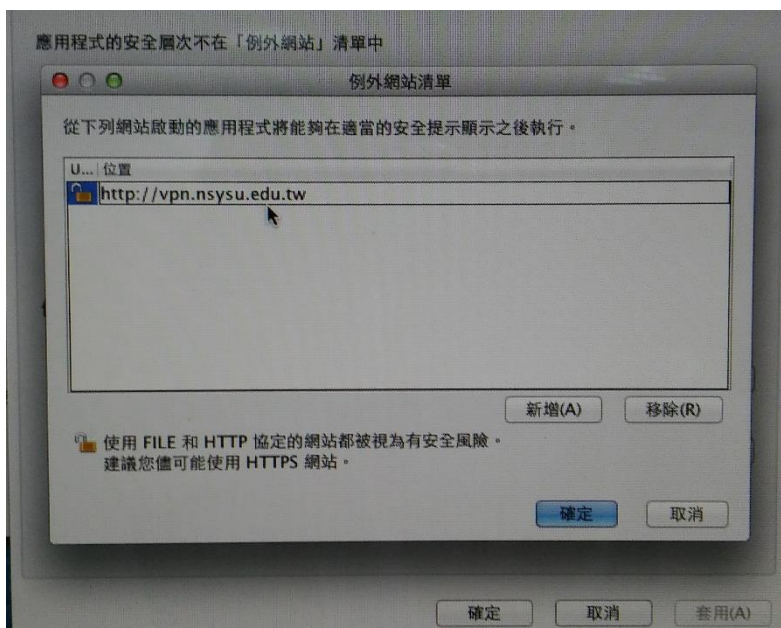 應用程式的安全層次不在「例外網站」清單中
例外網站清單
從下列網站啟動的應用程式將能夠在適當的安全提示顯示之後執行。
U... 位置
http://vpn.nsysu.edu.tw
新增(A) 移除(R)
使用 FILE 和 HTTP 協定的網站都被視為有安全風險。
建議您儘可能使用 HTTPS 網站。
確定 取消
確定 取消 套用(A)